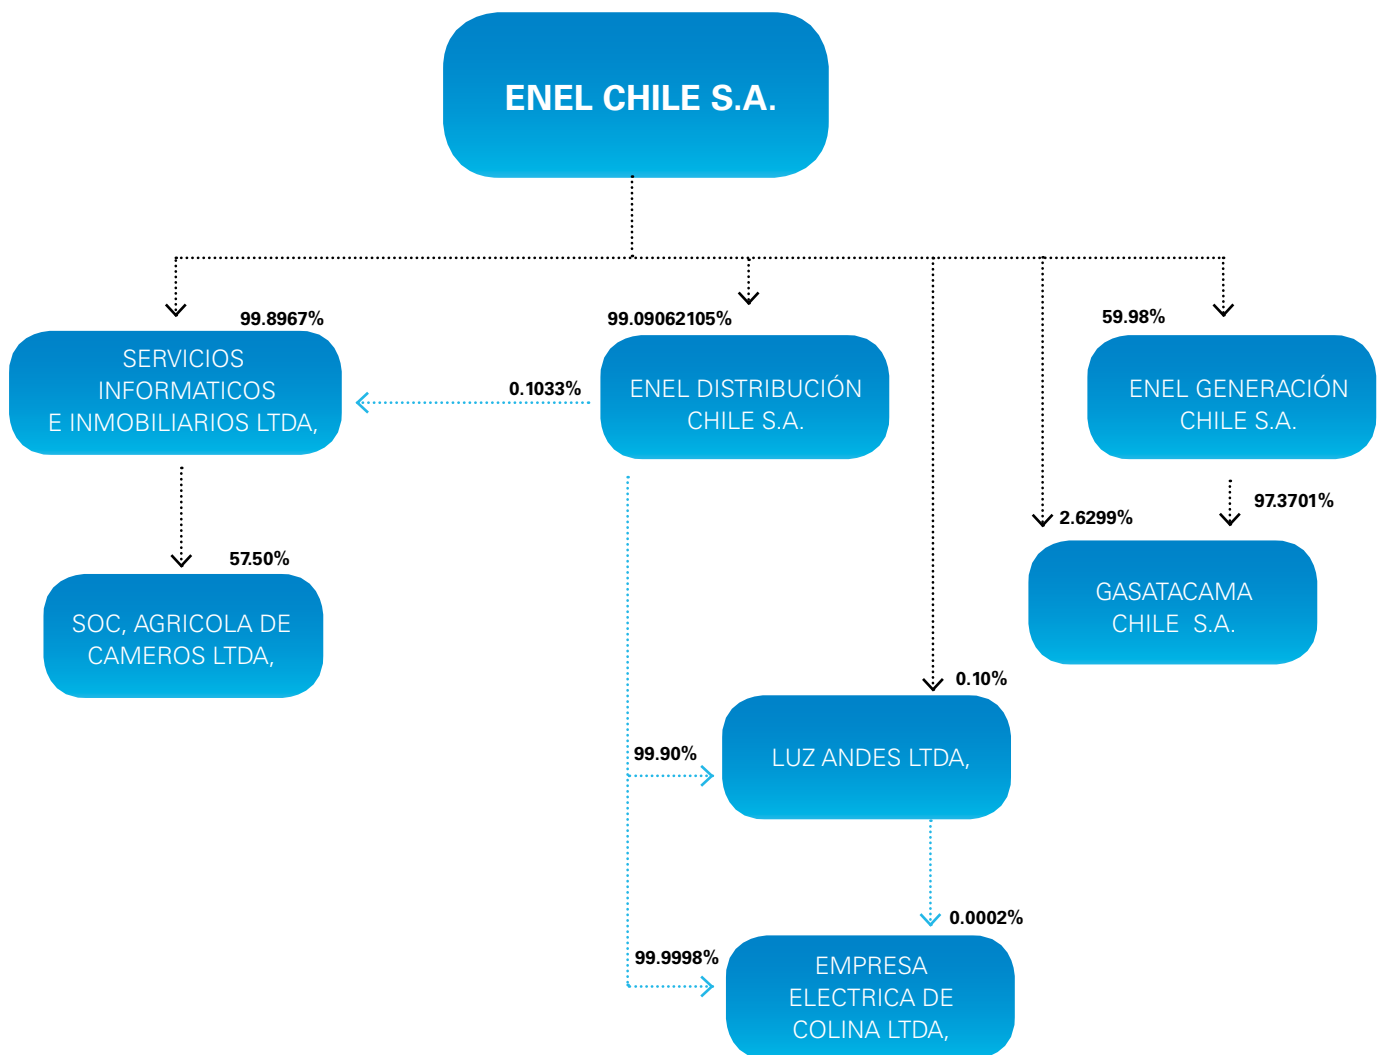 ENEL CHILE S.A.
99.8967%
99.09062105%
59.98%
SERVICIOS
INFORMATICOS
E INMOBILIARIOS LTDA,
0.1033%
ENEL DISTRIBUCIÓN
CHILE S.A.
ENEL GENERACIÓN
CHILE S.A.
2.6299%
97.3701%
57.50%
SOC, AGRICOLA DE
CAMEROS LTDA,
GASATACAMA
CHILE S.A.
0.10%
99.90%
LUZ ANDES LTDA,
0.0002%
99.9998%
EMPRESA
ELECTRICA DE
COLINA LTDA,